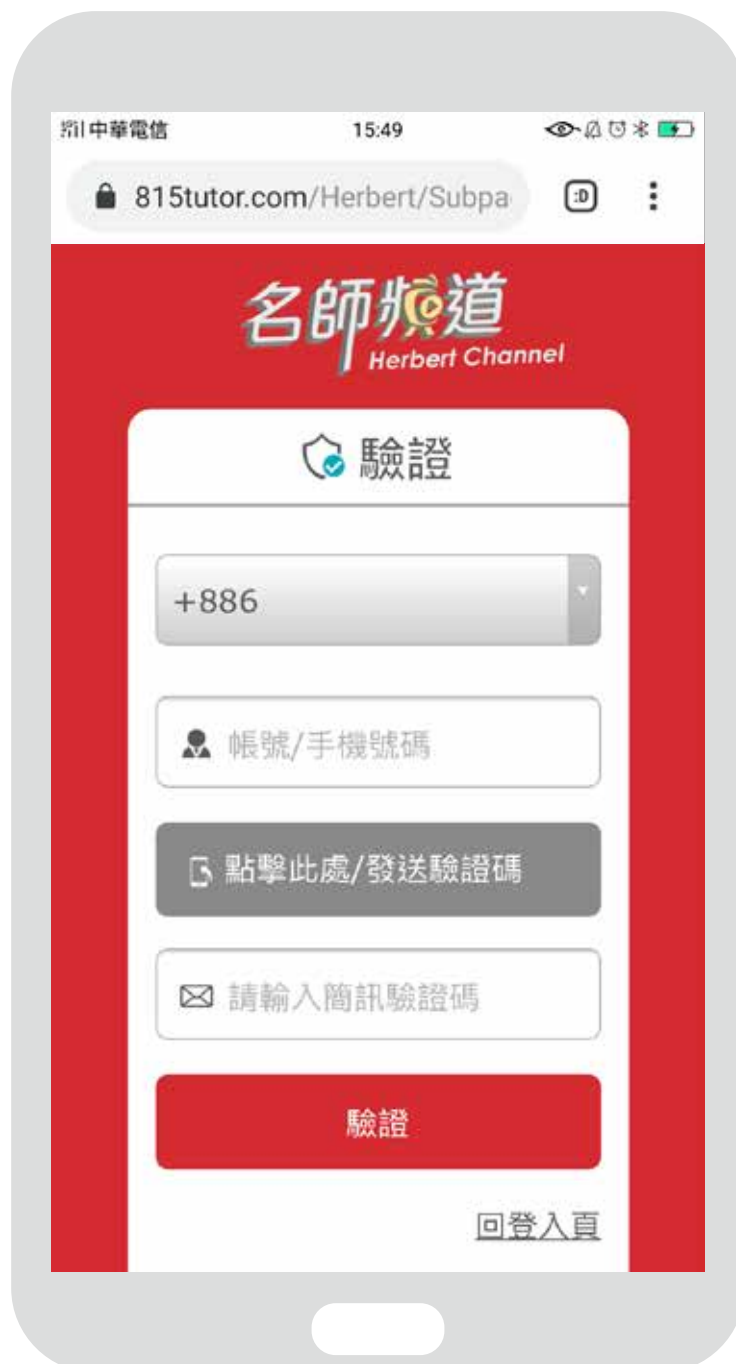 中華電信 15:49
815tutor.com/Herbert/Subpa :D
名師頻道
Herbert Channel
驗證
+886
帳號/手機號碼
點擊此處/發送驗證碼
請輸入簡訊驗證碼
驗證
回登入頁